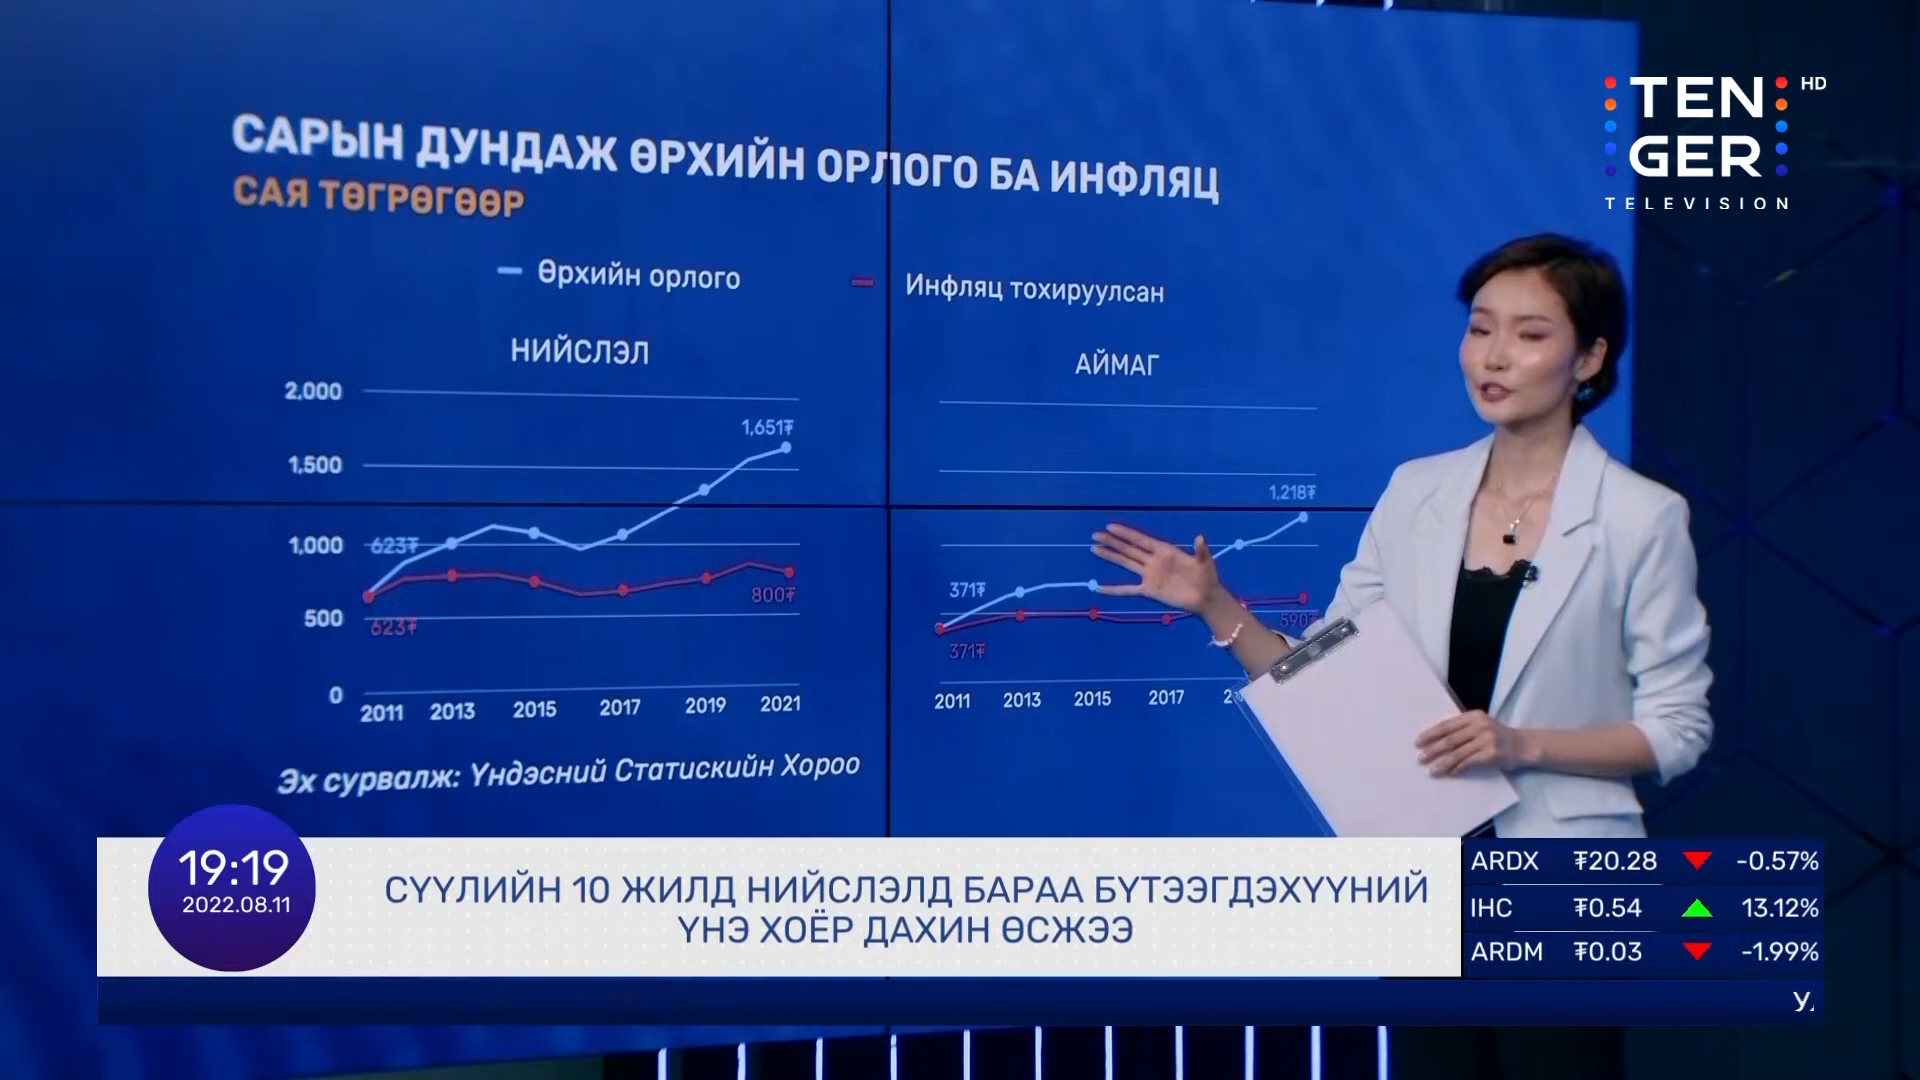 САРЫН ДУНДАЖ ӨРХИЙН ОРЛОГО БА ИНФЛЯЦ
САЯ ТӨГРӨГӨӨР
Өрхийн орлого
Инфляц тохируулсан
НИЙСЛЭЛ
2,000
1,500
1,000
500
0
1,651₮
623₮
623₮
800₮
2011 2013 2015 2017 2019 2021
АЙМАГ
1,218₮
371₮
371₮
590₮
2011 2013 2015 2017
Эх сурвалж: Үндэсний Статискийн Хороо
TEN
GER
HD
TELEVISION
19:19
2022.08.11
СҮҮЛИЙН 10 ЖИЛД НИЙСЛЭЛД БАРАА БҮТЭЭГДЭХҮҮНИЙ
ҮНЭ ХОЁР ДАХИН ӨСЖЭЭ
ARDX ₮20.28 -0.57%
IHC ₮0.54 13.12%
ARDM ₮0.03 -1.99%